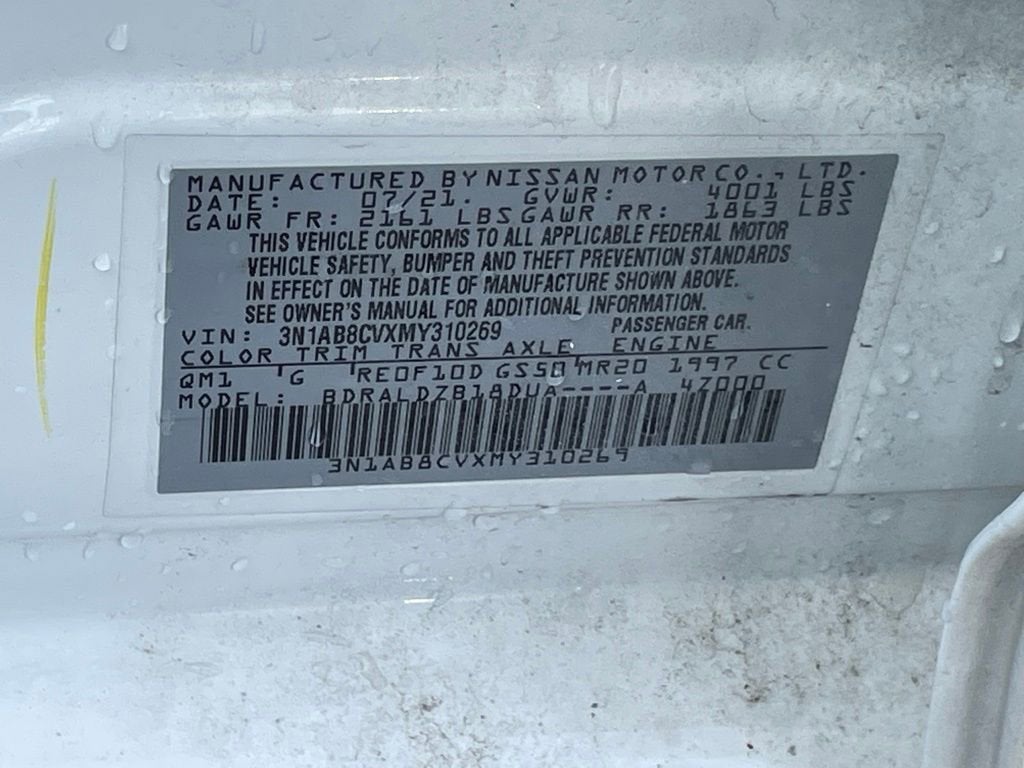 MANUFACTURED BY NISSAN MOTOR CO., LTD.
DATE: 07/21. GVWR: 4001 LBS
GAWR FR: 2161 LBS GAWR RR: 1863 LBS
THIS VEHICLE CONFORMS TO ALL APPLICABLE FEDERAL MOTOR
VEHICLE SAFETY, BUMPER AND THEFT PREVENTION STANDARDS
IN EFFECT ON THE DATE OF MANUFACTURE SHOWN ABOVE.
SEE OWNER'S MANUAL FOR ADDITIONAL INFORMATION.
VIN: 3N1AB8CVXMY310269 PASSENGER CAR.
COLOR TRIM TRANS AXLE ENGINE
QM1 G RE0F10D GS50 MR20 1997 CC
MODEL: BDRALDZB18DUA----A 4Z000
3N1AB8CVXMY310269